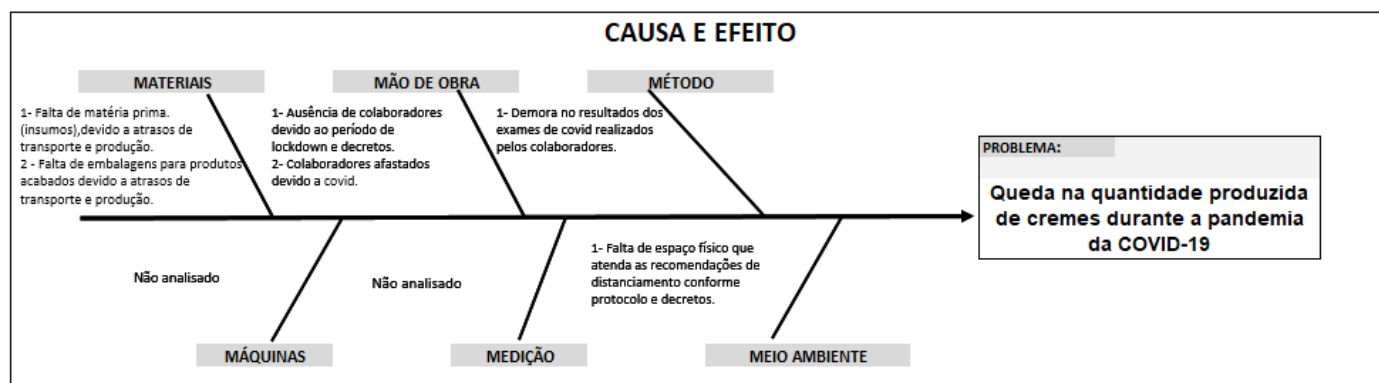 CAUSA E EFEITO
MATERIAIS
1- Falta de matéria prima.
(insumos),devido a atrasos de
transporte e produção.
2 - Falta de embalagens para produtos
acabados devido a atrasos de
transporte e produção.
MÃO DE OBRA
1- Ausência de colaboradores
devido ao período de
lockdown e decretos.
2- Colaboradores afastados
devido a covid.
MÉTODO
1- Demora no resultados dos
exames de covid realizados
pelos colaboradores.
PROBLEMA:
Queda na quantidade produzida
de cremes durante a pandemia
da COVID-19
Não analisado
MÁQUINAS
Não analisado
MEDIÇÃO
1- Falta de espaço físico que
atenda as recomendações de
distanciamento conforme
protocolo e decretos.
MEIO AMBIENTE